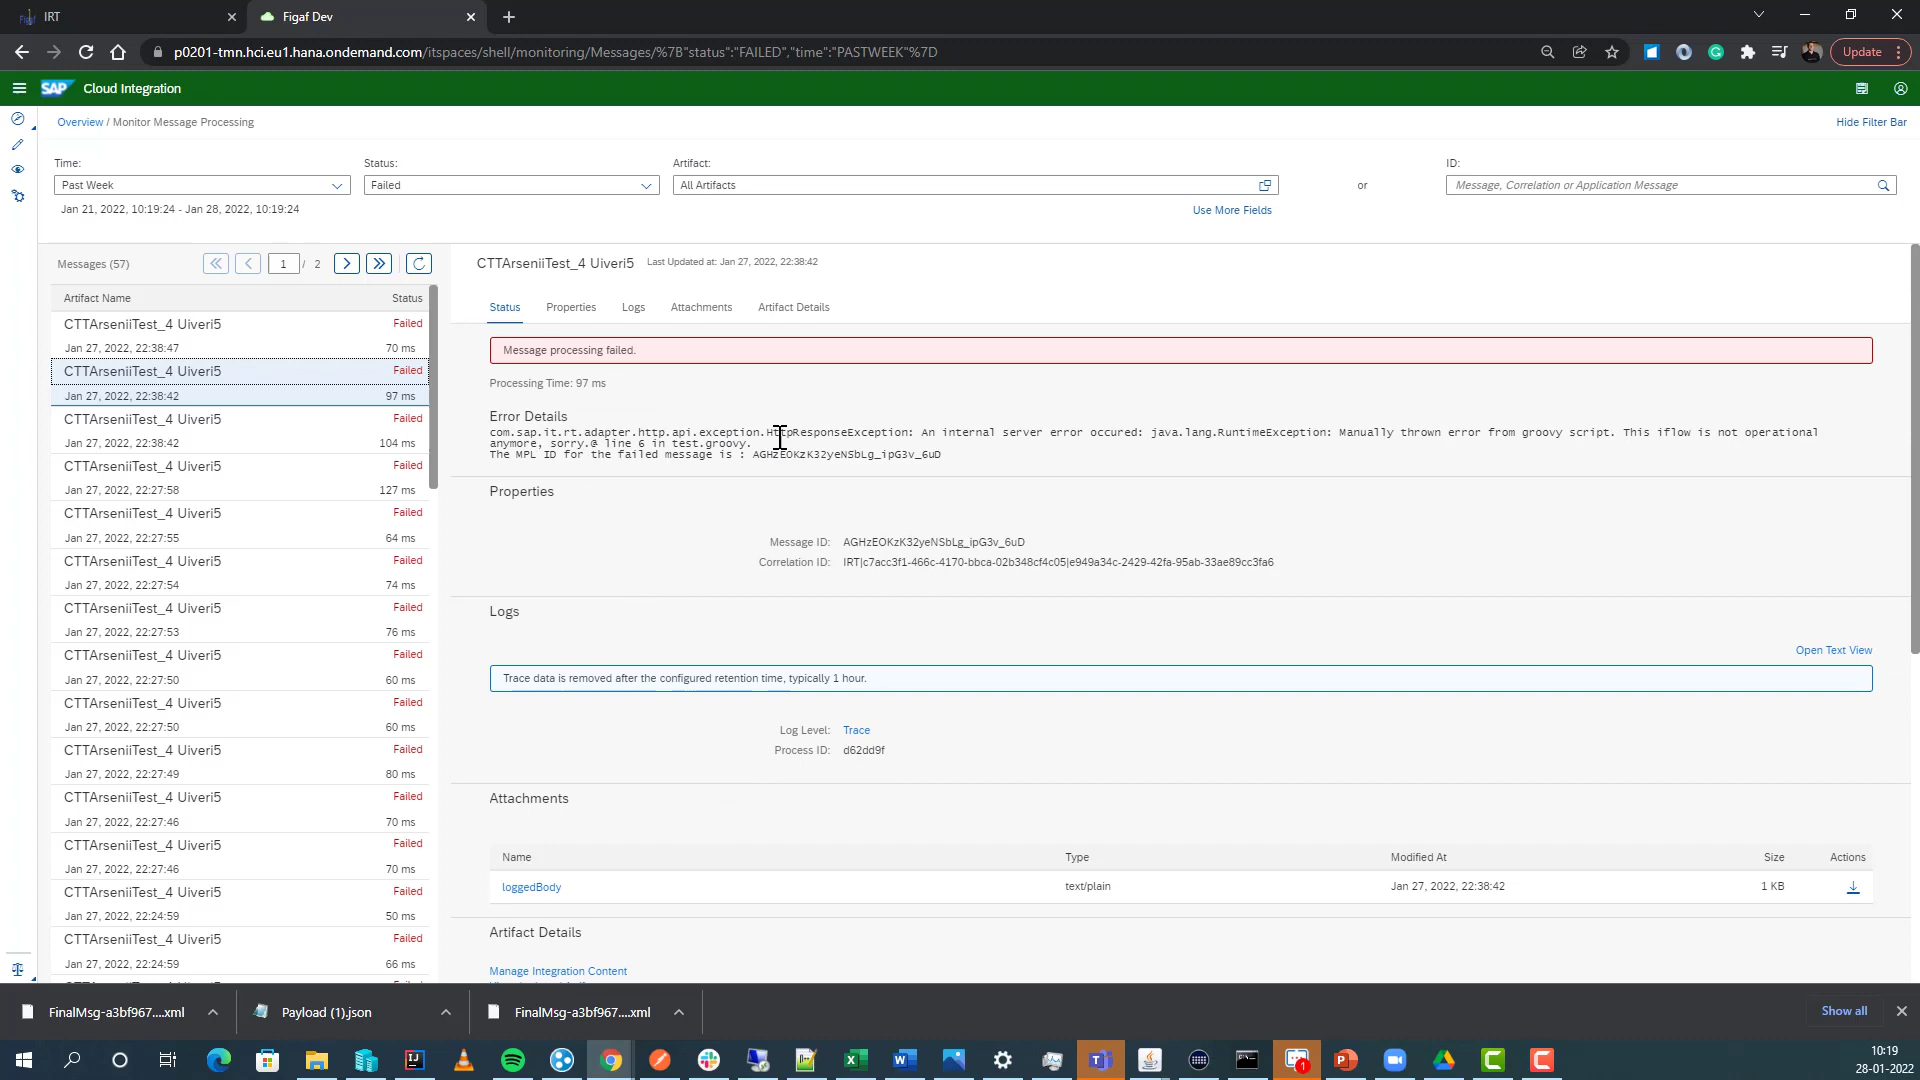 IRT
Figaf Dev
p0201-tmn.hci.eu1.hana.ondemand.com/itspaces/shell/monitoring/Messages/%7B"status":"FAILED","time":"PASTWEEK"%7D
Update
SAP Cloud Integration
Overview / Monitor Message Processing
Hide Filter Bar
Time:
Status:
Artifact:
ID:
Past Week
Failed
All Artifacts
or
Message, Correlation or Application Message
Jan 21, 2022, 10:19:24 - Jan 28, 2022, 10:19:24
Use More Fields
Messages (57)
1 / 2
Artifact Name Status
CTTArseniiTest_4 Uiveri5 Failed
Jan 27, 2022, 22:38:47 70 ms
CTTArseniiTest_4 Uiveri5 Failed
Jan 27, 2022, 22:38:42 97 ms
CTTArseniiTest_4 Uiveri5 Failed
Jan 27, 2022, 22:38:42 104 ms
CTTArseniiTest_4 Uiveri5 Failed
Jan 27, 2022, 22:27:58 127 ms
CTTArseniiTest_4 Uiveri5 Failed
Jan 27, 2022, 22:27:55 64 ms
CTTArseniiTest_4 Uiveri5 Failed
Jan 27, 2022, 22:27:54 74 ms
CTTArseniiTest_4 Uiveri5 Failed
Jan 27, 2022, 22:27:53 76 ms
CTTArseniiTest_4 Uiveri5 Failed
Jan 27, 2022, 22:27:50 60 ms
CTTArseniiTest_4 Uiveri5 Failed
Jan 27, 2022, 22:27:50 60 ms
CTTArseniiTest_4 Uiveri5 Failed
Jan 27, 2022, 22:27:49 80 ms
CTTArseniiTest_4 Uiveri5 Failed
Jan 27, 2022, 22:27:46 70 ms
CTTArseniiTest_4 Uiveri5 Failed
Jan 27, 2022, 22:27:46 70 ms
CTTArseniiTest_4 Uiveri5 Failed
Jan 27, 2022, 22:24:59 50 ms
CTTArseniiTest_4 Uiveri5 Failed
Jan 27, 2022, 22:24:59 66 ms
CTTArseniiTest_4 Uiveri5 Last Updated at: Jan 27, 2022, 22:38:42
Status Properties Logs Attachments Artifact Details
Message processing failed.
Processing Time: 97 ms
Error Details
com.sap.it.rt.adapter.http.api.exception.HttpResponseException: An internal server error occured: java.lang.RuntimeException: Manually thrown error from groovy script. This iflow is not operational
anymore, sorry.@ line 6 in test.groovy.
The MPL ID for the failed message is : AGHzEOKzK32yeNSbLg_ipG3v_6uD
Properties
Message ID: AGHzEOKzK32yeNSbLg_ipG3v_6uD
Correlation ID: IRT|c7acc3f1-466c-4170-bbca-02b348cf4c05|e949a34c-2429-42fa-95ab-33ae89cc3fa6
Logs
Open Text View
Trace data is removed after the configured retention time, typically 1 hour.
Log Level: Trace
Process ID: d62dd9f
Attachments
Name Type Modified At Size Actions
loggedBody text/plain Jan 27, 2022, 22:38:42 1 KB
Artifact Details
Manage Integration Content
FinalMsg-a3bf967....xml
Payload (1).json
FinalMsg-a3bf967....xml
Show all
1
10:19
28-01-2022